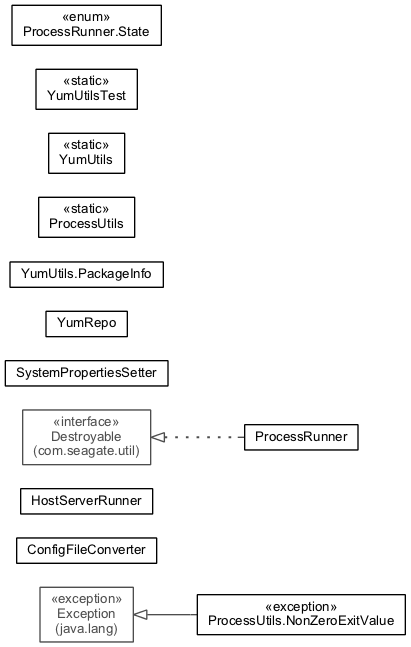 «enum»
ProcessRunner.State
«static»
YumUtilsTest
«static»
YumUtils
«static»
ProcessUtils
YumUtils.PackageInfo
YumRepo
SystemPropertiesSetter
«interface»
Destroyable
(com.seagate.util)
ProcessRunner
HostServerRunner
ConfigFileConverter
«exception»
Exception
(java.lang)
«exception»
ProcessUtils.NonZeroExitValue